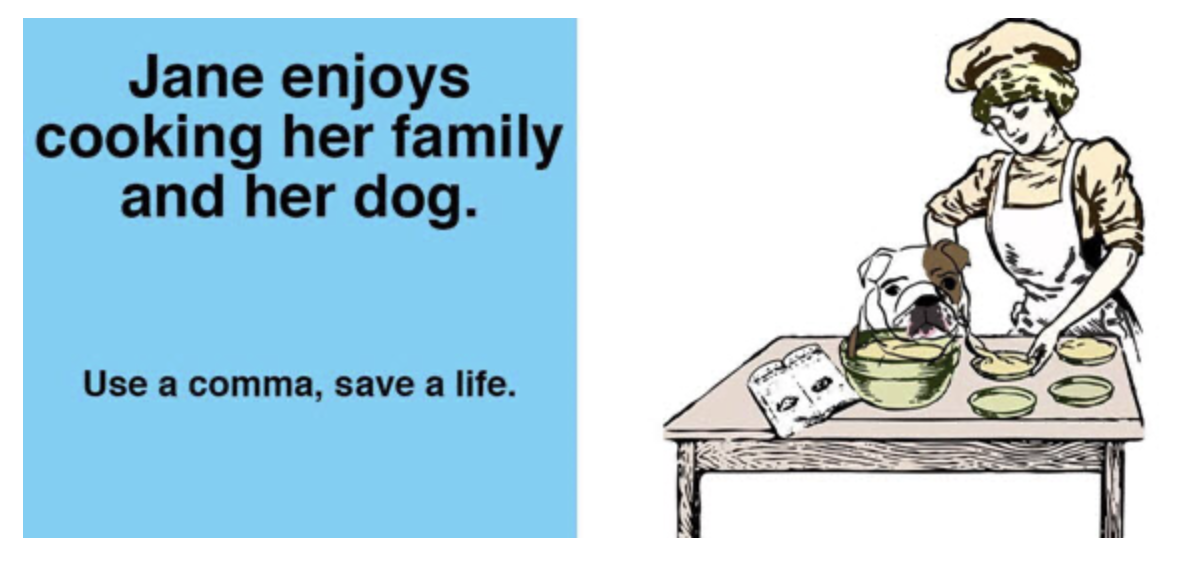 Jane enjoys
cooking her family
and her dog.
Use a comma, save a life.